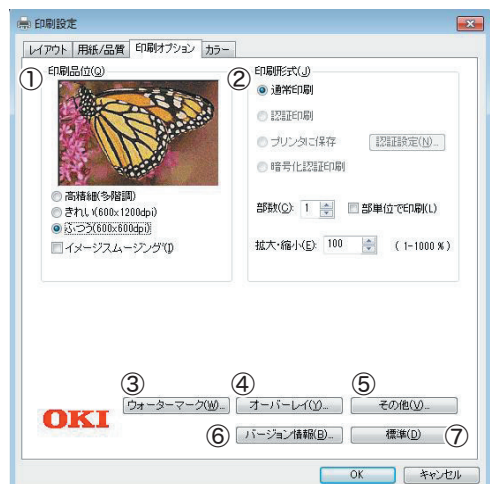 印刷設定
レイアウト 用紙/品質 印刷オプション カラー
① 印刷品位(Q)
高精細(多階調)
きれい(600x1200dpi)
ふつう(600x600dpi)
イメージスムージング(I)
② 印刷形式(J)
通常印刷
認証印刷
プリンタに保存 認証設定(N)...
暗号化認証印刷
部数(C): 1 部単位で印刷(L)
拡大・縮小(E): 100 (1-1000 %)
③ ④ ⑤
ウォーターマーク(W)... オーバーレイ(Y)... その他(V)...
OKI
⑥ バージョン情報(B)... 標準(D) ⑦
OK キャンセル